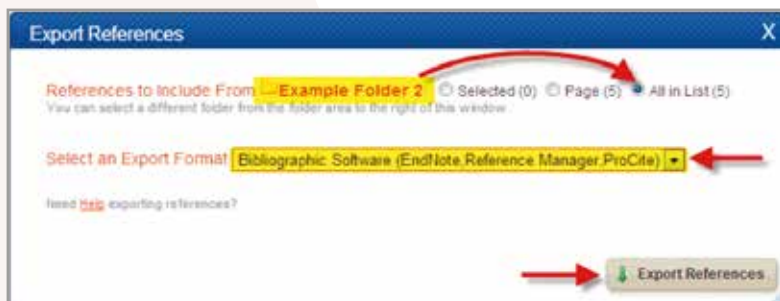 Export References X
References to Include From Example Folder 2 Selected (0) Page (5) All in List (5)
You can select a different folder from the folder area to the right of this window
Select an Export Format Bibliographic Software (EndNote,Reference Manager,ProCite)
Need Help exporting references?
Export References